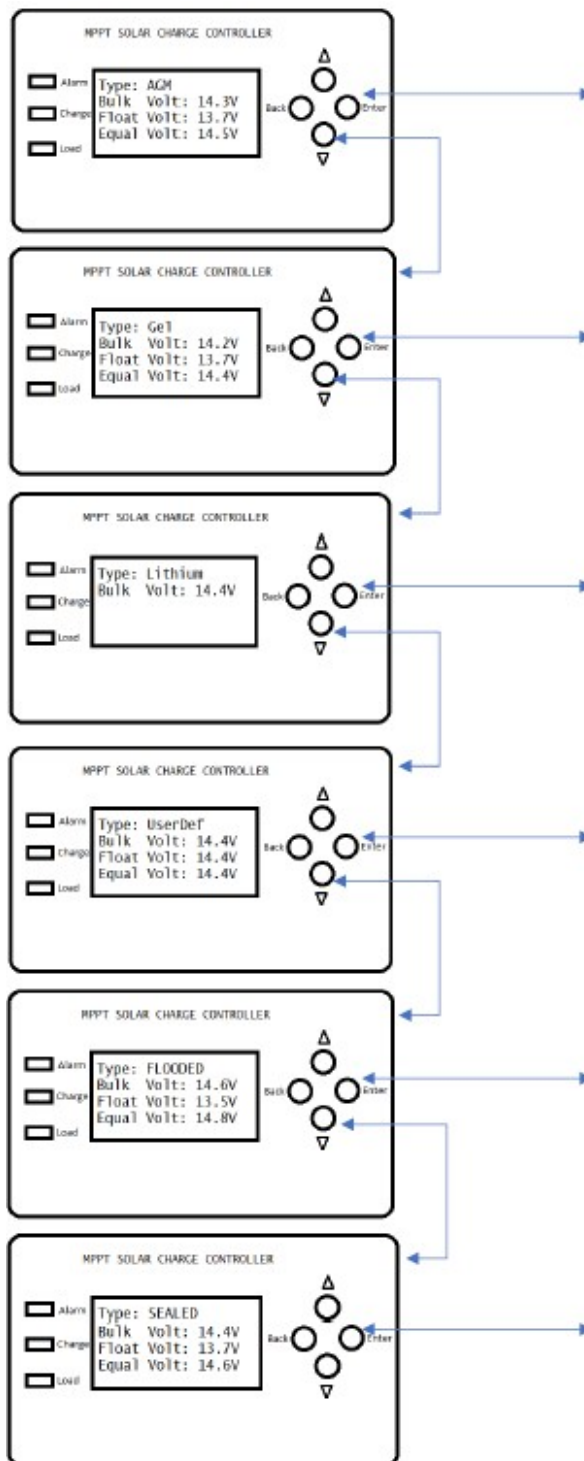 MPPT SOLAR CHARGE CONTROLLER
Alarm
Charge
Load
Type: AGM
Bulk Volt: 14.3V
Float Volt: 13.7V
Equal Volt: 14.5V
Back
Enter
MPPT SOLAR CHARGE CONTROLLER
Alarm
Charge
Load
Type: Gel
Bulk Volt: 14.2V
Float Volt: 13.7V
Equal Volt: 14.4V
Back
Enter
MPPT SOLAR CHARGE CONTROLLER
Alarm
Charge
Load
Type: Lithium
Bulk Volt: 14.4V
Back
Enter
MPPT SOLAR CHARGE CONTROLLER
Alarm
Charge
Load
Type: UserDef
Bulk Volt: 14.4V
Float Volt: 14.4V
Equal Volt: 14.4V
Back
Enter
MPPT SOLAR CHARGE CONTROLLER
Alarm
Charge
Load
Type: FLOODED
Bulk Volt: 14.6V
Float Volt: 13.5V
Equal Volt: 14.8V
Back
Enter
MPPT SOLAR CHARGE CONTROLLER
Alarm
Charge
Load
Type: SEALED
Bulk Volt: 14.4V
Float Volt: 13.7V
Equal Volt: 14.6V
Back
Enter